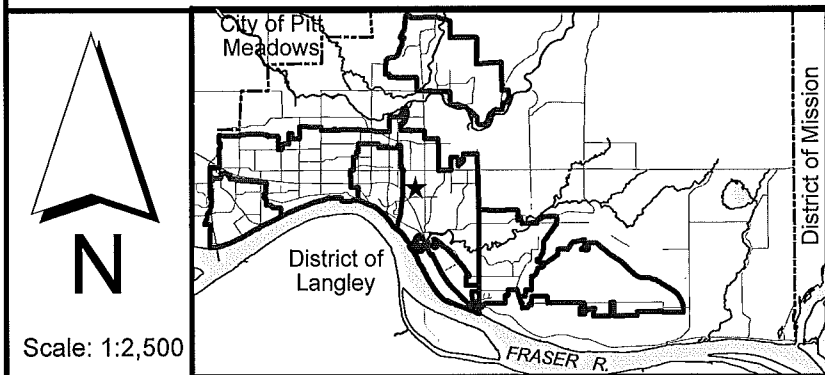 City of Pitt
Meadows
District of Mission
District of
Langley
FRASER R.
N
Scale: 1:2,500